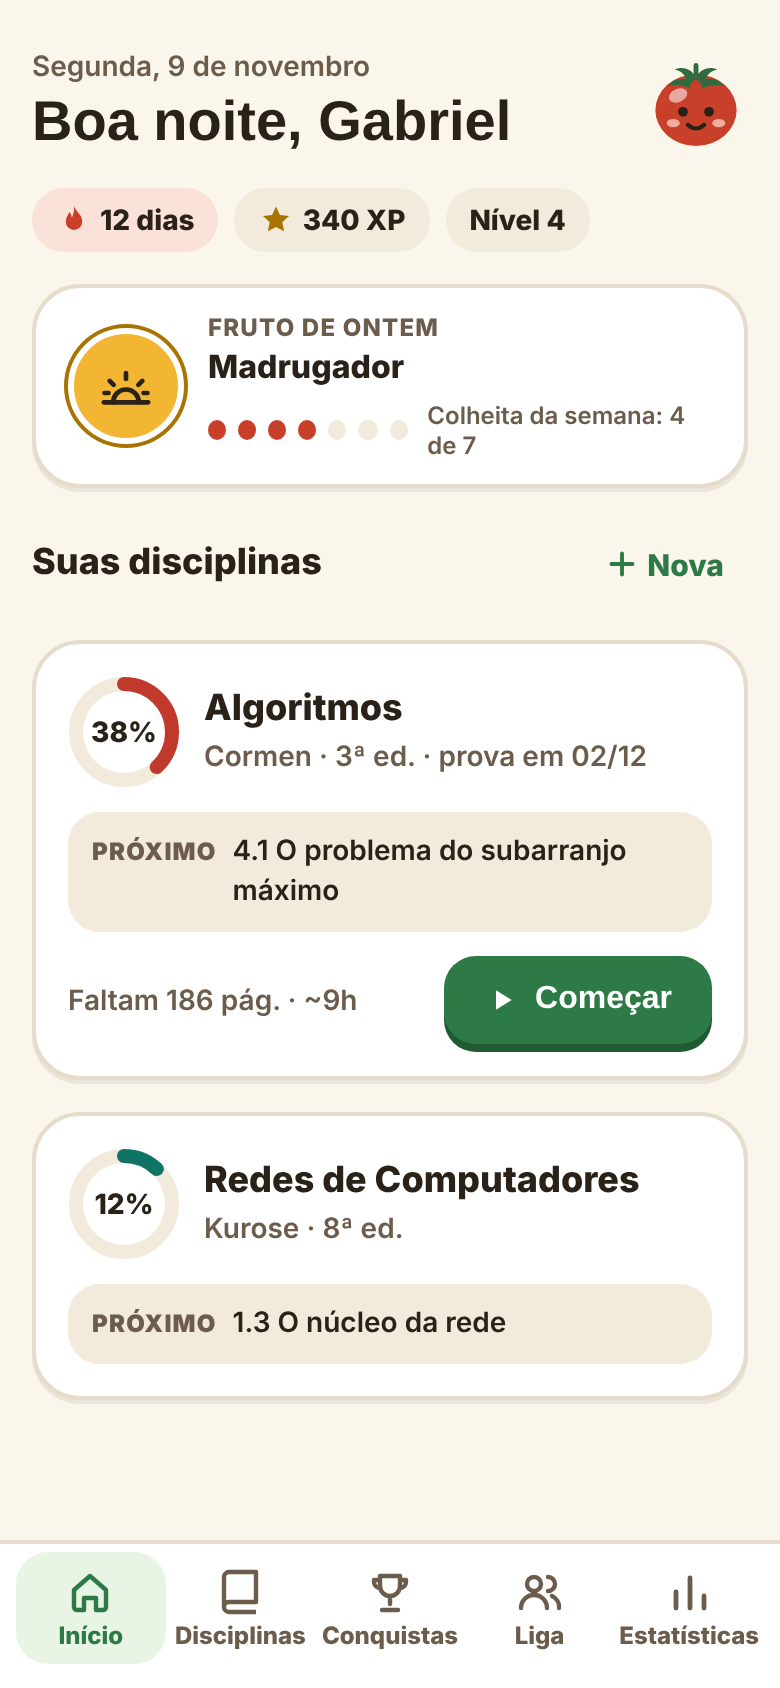 Segunda, 9 de novembro
Boa noite, Gabriel
12 dias
340 XP
Nível 4
FRUTO DE ONTEM
Madrugador
Colheita da semana: 4
de 7
Suas disciplinas
Nova
38%
Algoritmos
Cormen · 3ª ed. · prova em 02/12
PRÓXIMO 4.1 O problema do subarranjo
máximo
Faltam 186 pág. · ~9h
Começar
12%
Redes de Computadores
Kurose · 8ª ed.
PRÓXIMO 1.3 O núcleo da rede
Início
Disciplinas
Conquistas
Liga
Estatísticas